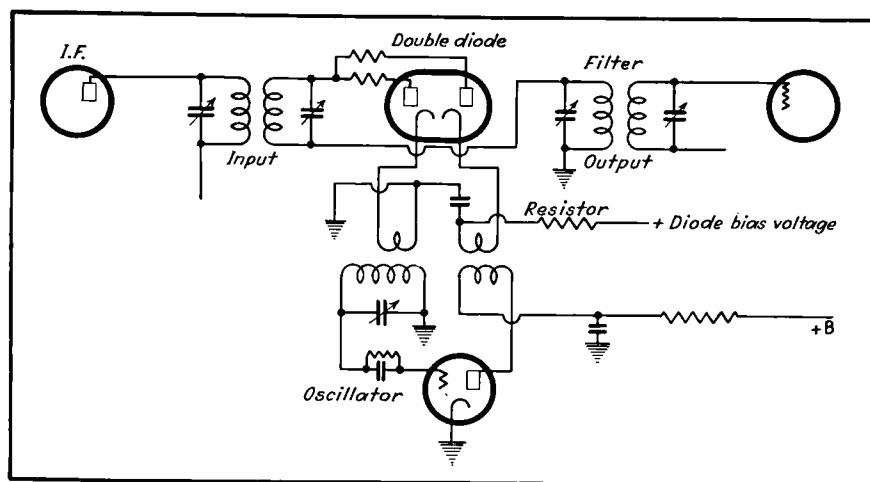 I.F.
Double diode
Filter
Input
Output
Resistor
+ Diode bias voltage
+B
Oscillator